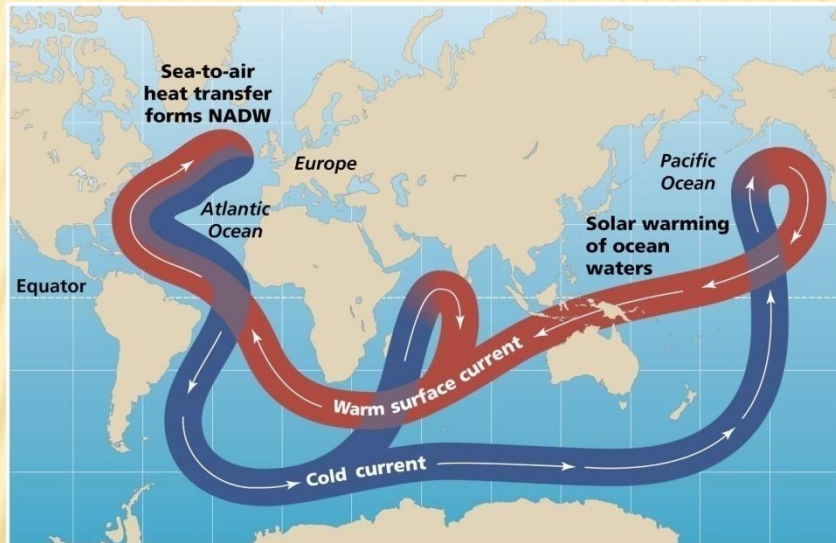 Sea-to-air
heat transfer
forms NADW
Europe
Pacific
Ocean
Atlantic
Ocean
Solar warming
of ocean
waters
Equator
Warm surface current
Cold current